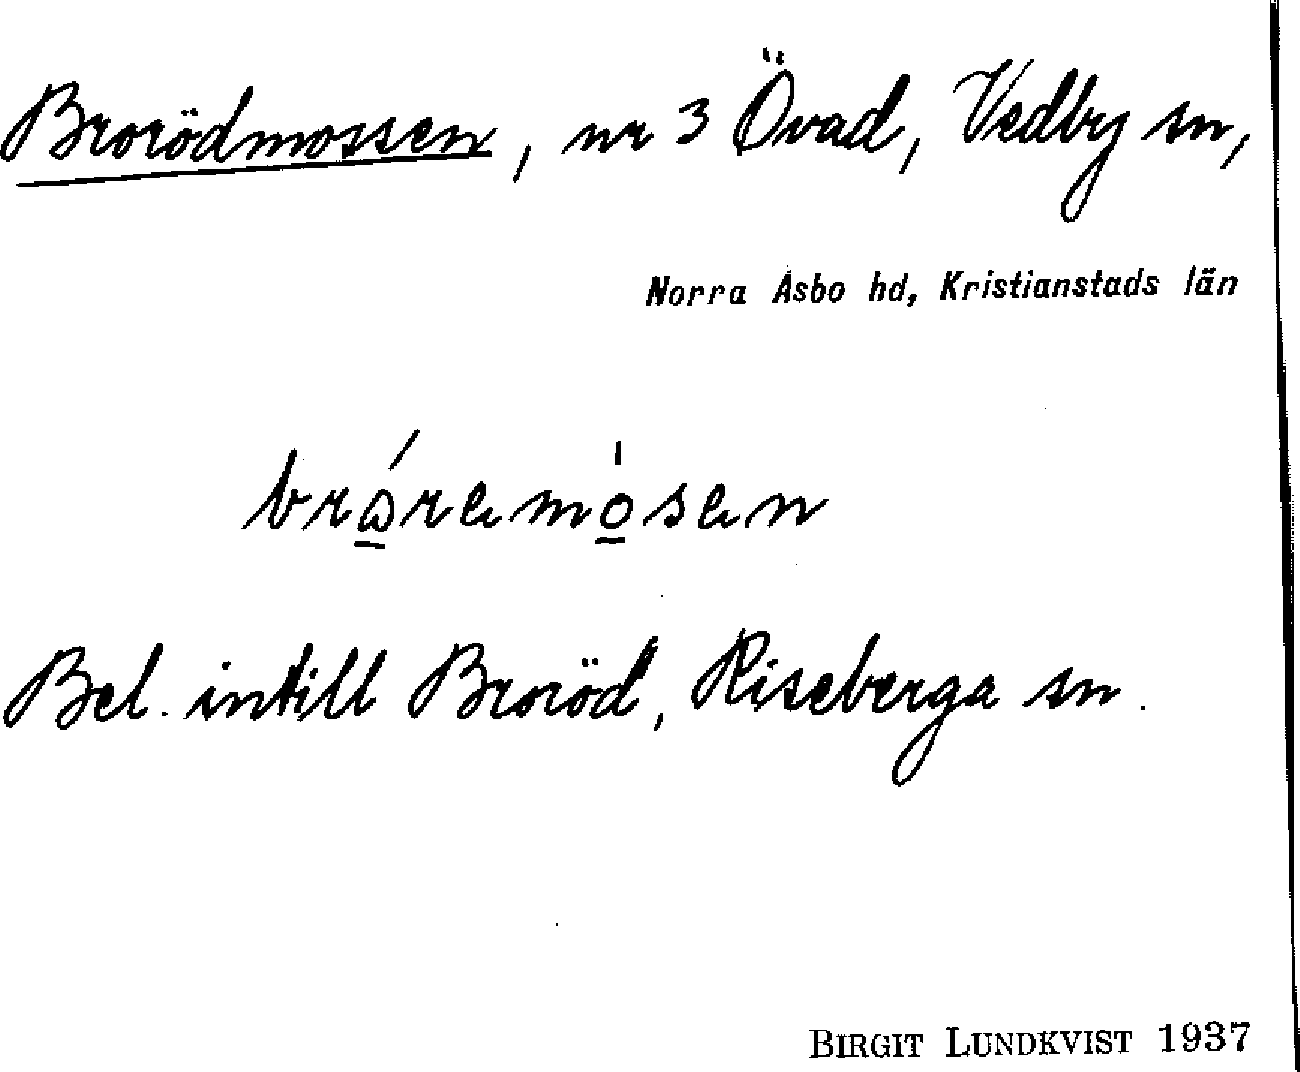 Brorödmossen, nr 3 Övad, Vedby sn,
Norra Åsbo hd, Kristianstads län
Bel. intill Broröd, Riseberga sn.
BIRGIT LUNDKVIST 1937